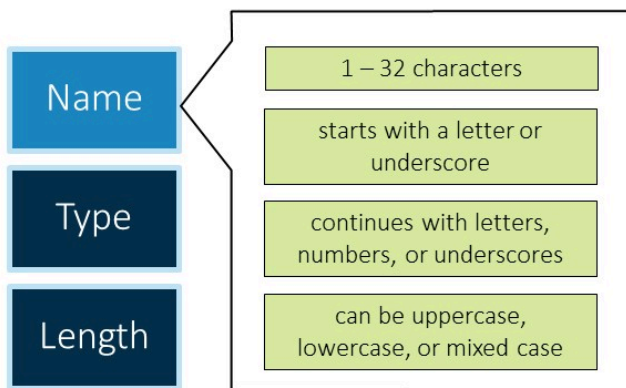 Name
Type
Length
1 – 32 characters
starts with a letter or
underscore
continues with letters,
numbers, or underscores
can be uppercase,
lowercase, or mixed case